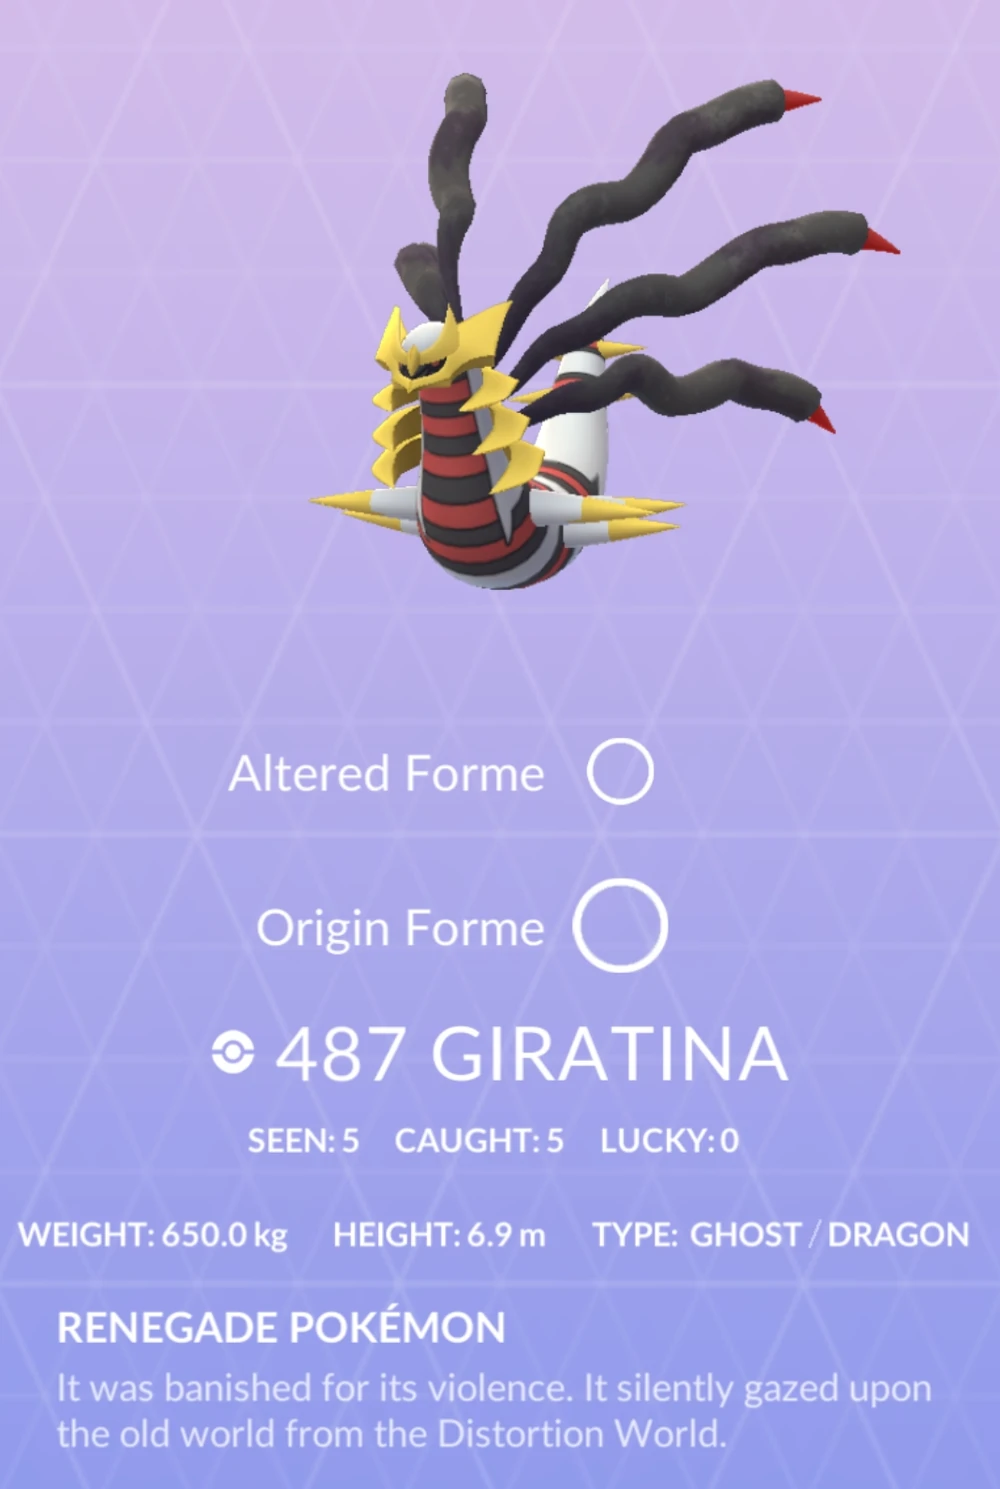 Altered Forme
Origin Forme
487 GIRATINA
SEEN: 5 CAUGHT: 5 LUCKY: 0
WEIGHT: 650.0 kg HEIGHT: 6.9 m TYPE: GHOST / DRAGON
RENEGADE POKÉMON
It was banished for its violence. It silently gazed upon
the old world from the Distortion World.